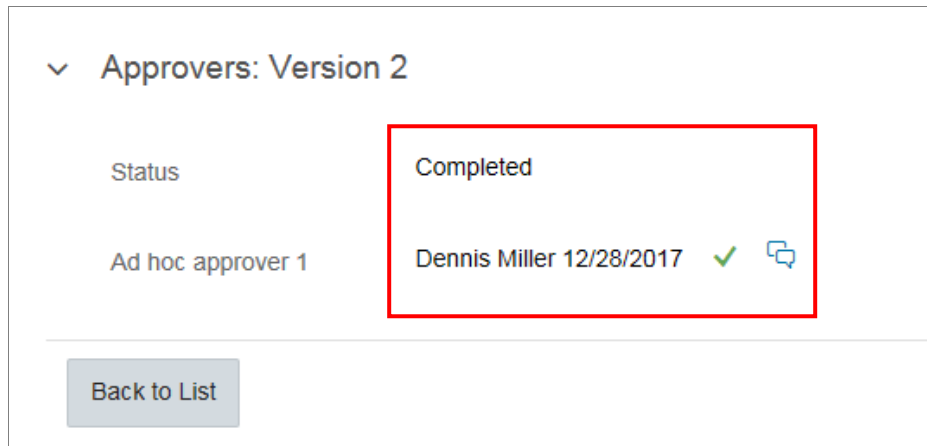 Approvers: Version 2
Status Completed
Ad hoc approver 1 Dennis Miller 12/28/2017
Back to List